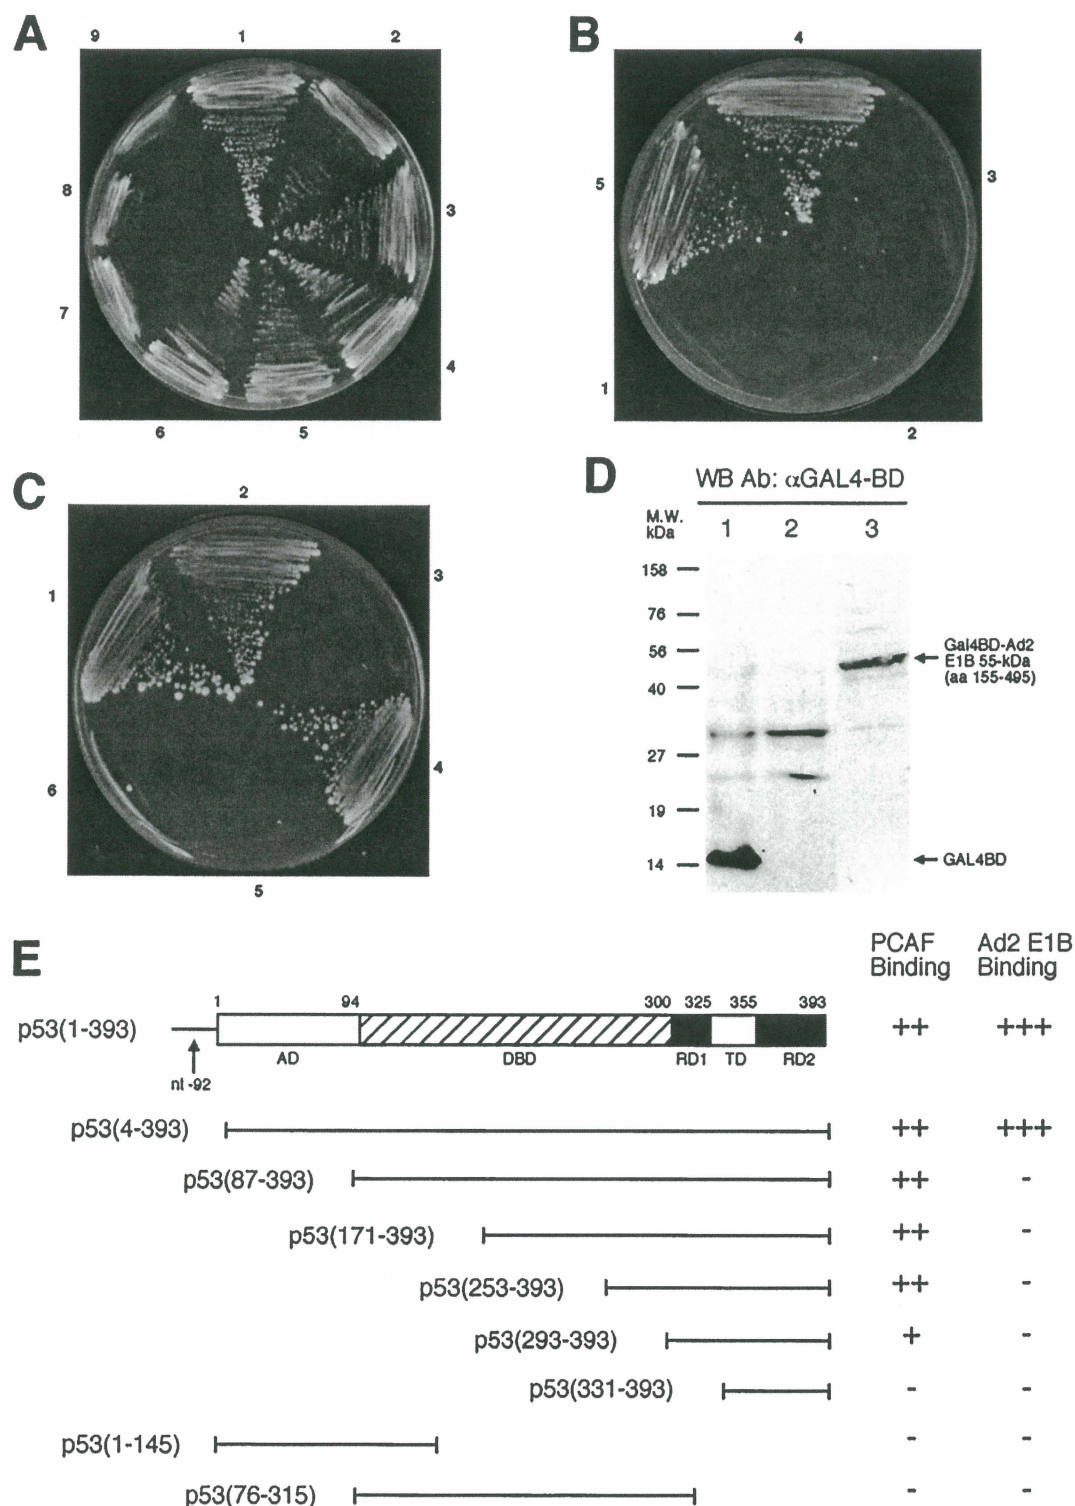 A
9 1 2
8
3
7
4
6 5
B
4
5
3
1
2
C
2
1
3
6
4
5
D
WB Ab: αGAL4-BD
M.W.
kDa
1 2 3
158
76
56
40
27
19
14
Gal4BD-Ad2
E1B 55-kDa
(aa 155-495)
GAL4BD
E
PCAF
Binding
Ad2 E1B
Binding
1 94 300 325 355 393
p53(1-393) ++ +++
AD DBD RD1 TD RD2
nt -92
p53(4-393) ++ +++
p53(87-393) ++ -
p53(171-393) ++ -
p53(253-393) ++ -
p53(293-393) + -
p53(331-393) - -
p53(1-145) - -
p53(76-315) - -